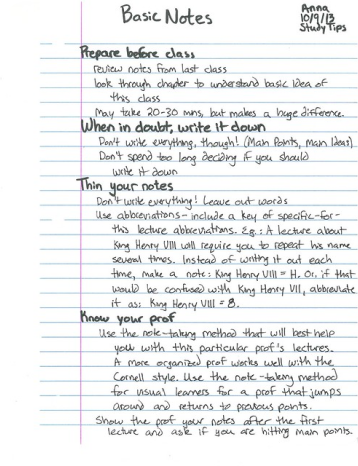 Basic Notes
Anna
10/9/13
Study Tips
Prepare before class
review notes from last class
look through chapter to understand basic idea of
this class
May take 20-30 mins, but makes a huge difference.
When in doubt, write it down
Don't write everything, though! (Main Points, main Ideas)
Don't spend too long deciding if you should
write it down
Thin your notes
Don't write everything! Leave out words
Use abbreviations - include a key of specific-for-
this lecture abbreviations. E.g.: A lecture about
King Henry VIII will require you to repeat his name
several times. Instead of writing it out each
time, make a note: King Henry VIII = H. Or, if that
would be confused with King Henry VII, abbreviate
it as: King Henry VIII = 8.
Know your prof
Use the note-taking method that will best help
you with this particular prof's lectures.
A more organized prof works well with the
Cornell style. Use the note-taking method
for visual learners for a prof that jumps
around and returns to previous points.
Show the prof your notes after the first
lecture and ask if you are hitting main points.